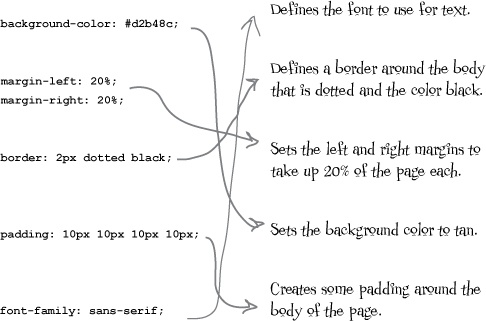 background-color: #d2b48c;
margin-left: 20%;
margin-right: 20%;
border: 2px dotted black;
padding: 10px 10px 10px 10px;
font-family: sans-serif;
Defines the font to use for text.
Defines a border around the body
that is dotted and the color black.
Sets the left and right margins to
take up 20% of the page each.
Sets the background color to tan.
Creates some padding around the
body of the page.